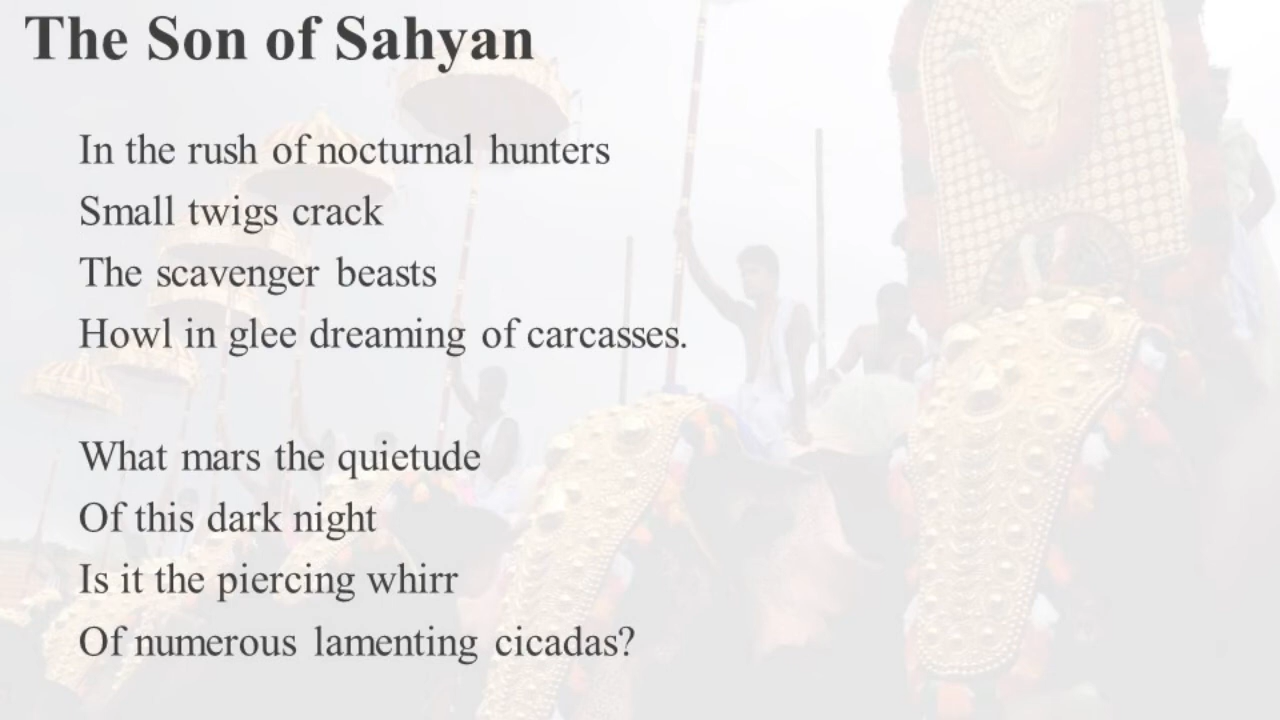 The Son of Sahyan
In the rush of nocturnal hunters
Small twigs crack
The scavenger beasts
Howl in glee dreaming of carcasses.
What mars the quietude
Of this dark night
Is it the piercing whirr
Of numerous lamenting cicadas?